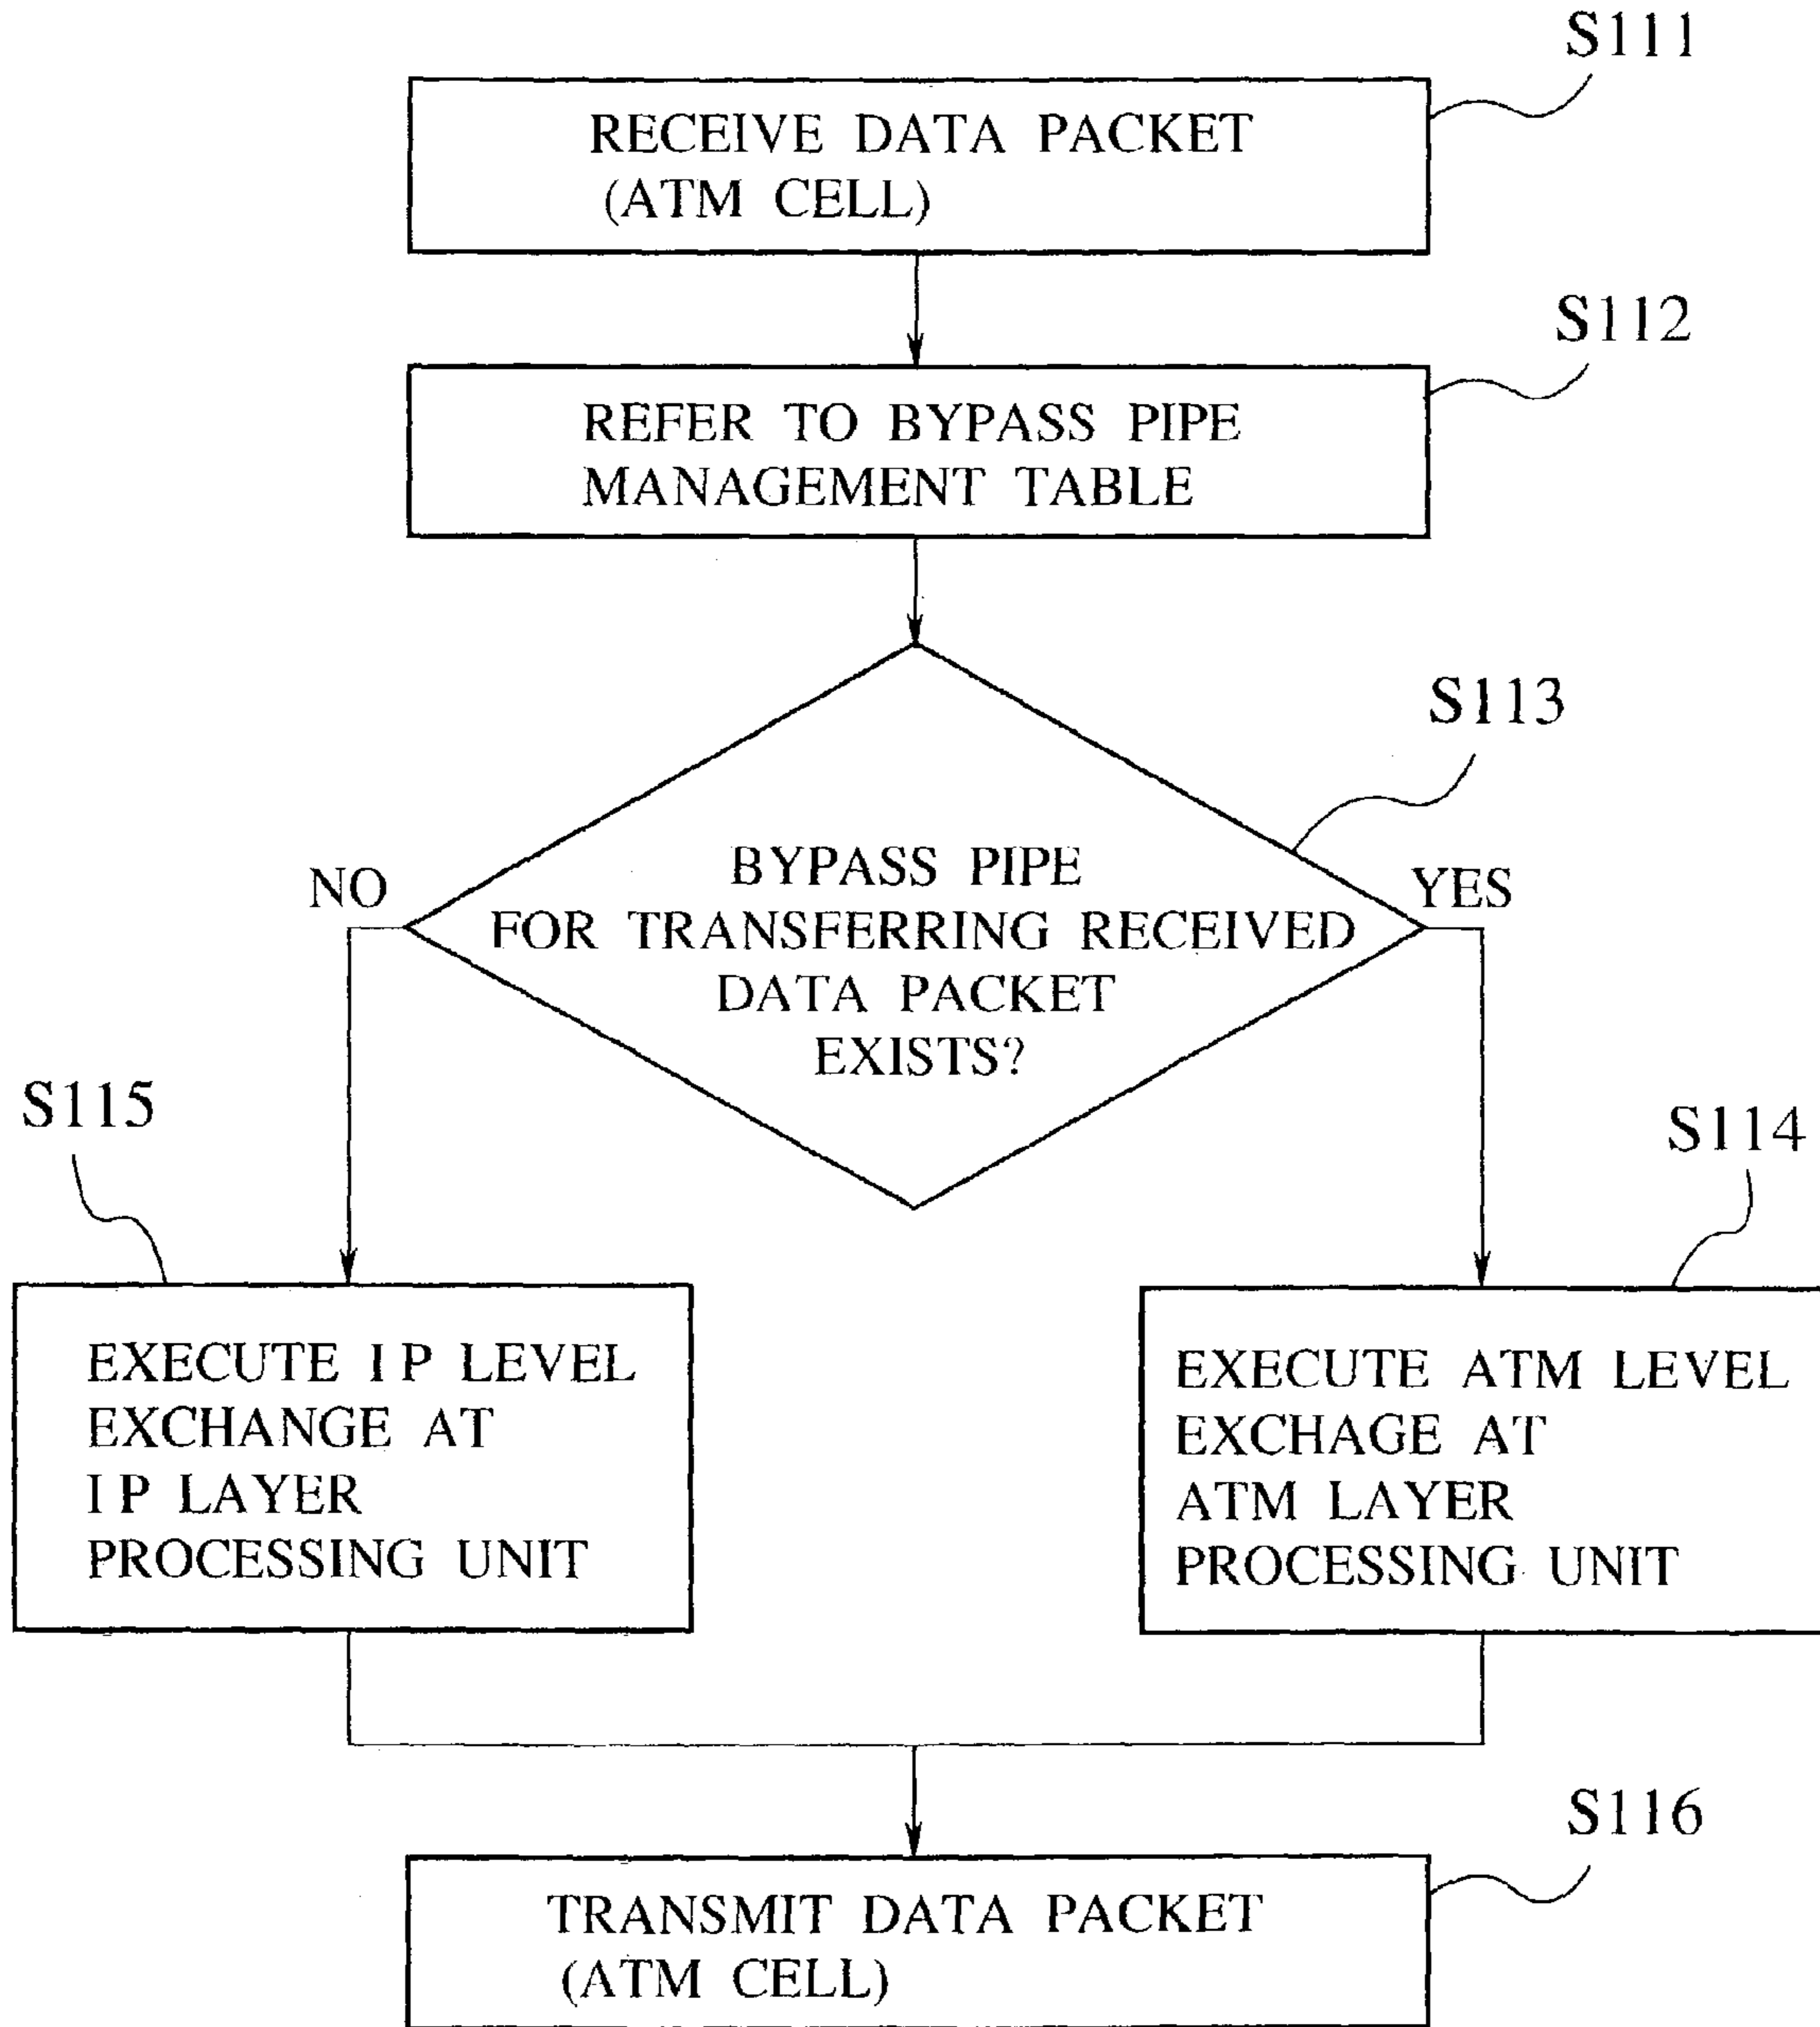 S111
RECEIVE DATA PACKET
(ATM CELL)
S112
REFER TO BYPASS PIPE
MANAGEMENT TABLE
S113
BYPASS PIPE
FOR TRANSFERRING RECEIVED
DATA PACKET
EXISTS?
NO
YES
S115
EXECUTE IP LEVEL
EXCHANGE AT
IP LAYER
PROCESSING UNIT
S114
EXECUTE ATM LEVEL
EXCHAGE AT
ATM LAYER
PROCESSING UNIT
S116
TRANSMIT DATA PACKET
(ATM CELL)